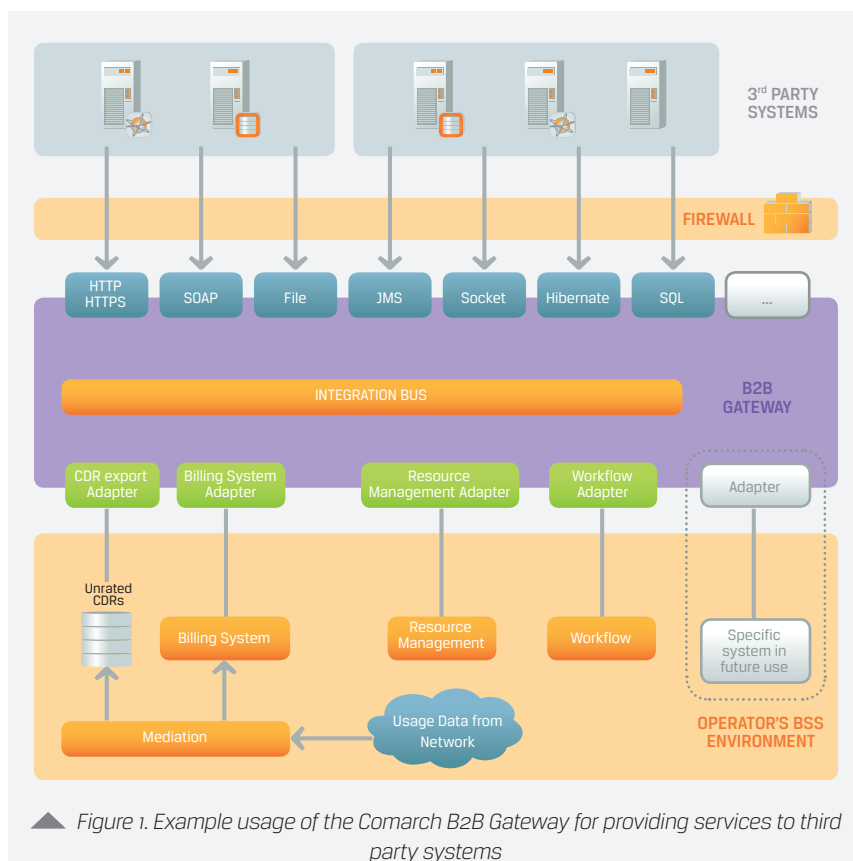 3rd PARTY
SYSTEMS
FIREWALL
HTTP
HTTPS
SOAP
File
JMS
Socket
Hibernate
SQL
...
INTEGRATION BUS
B2B
GATEWAY
CDR export
Adapter
Billing System
Adapter
Resource
Management Adapter
Workflow
Adapter
Adapter
Unrated
CDRs
Billing System
Resource
Management
Workflow
Specific
system in
future use
Mediation
Usage Data from
Network
OPERATOR'S BSS
ENVIRONMENT
Figure 1. Example usage of the Comarch B2B Gateway for providing services to third
party systems